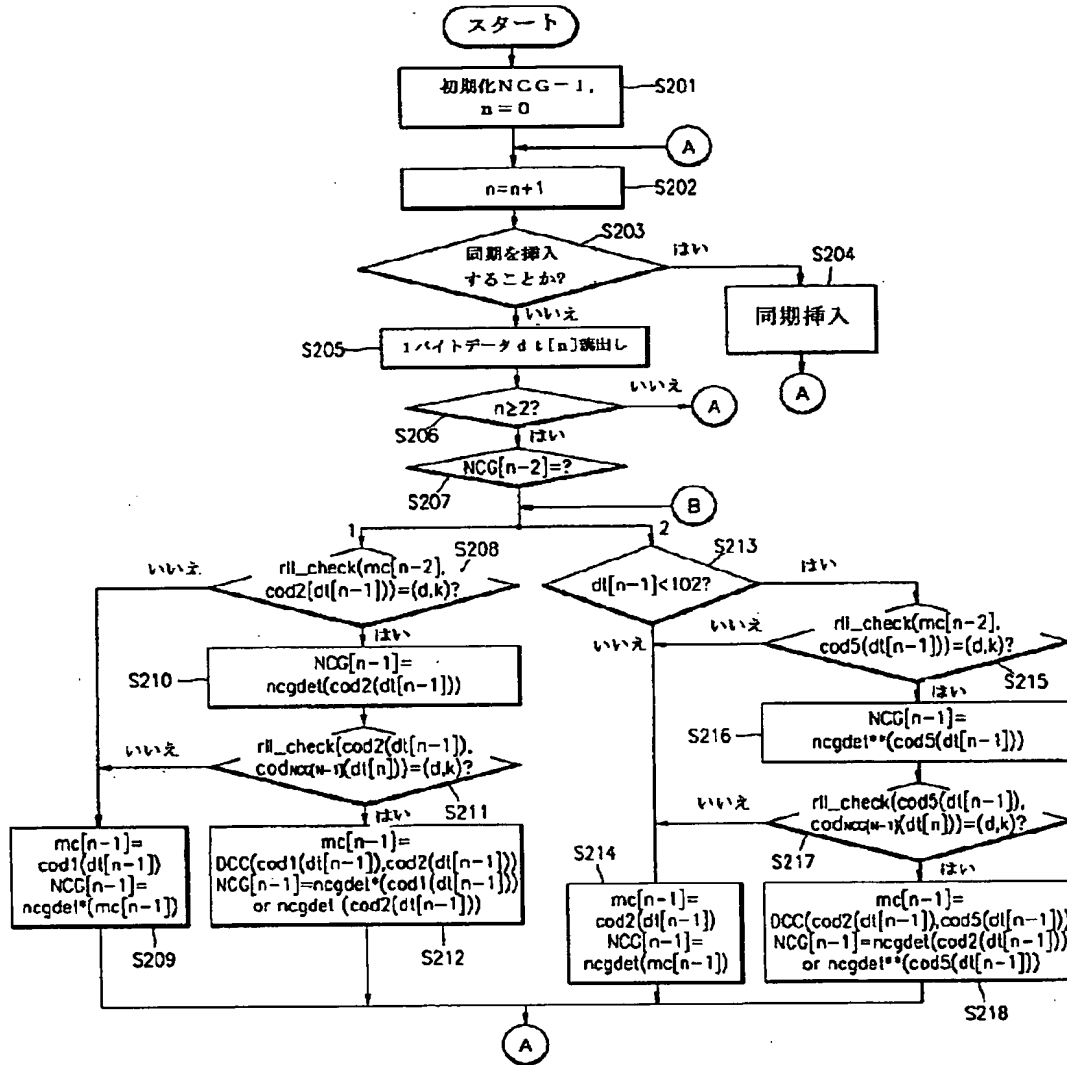 スタート
初期化NCG-1,
n=0
S201
A
n=n+1
S202
S203
同期を挿入
することか?
はい
S204
同期挿入
A
いいえ
S205
1バイトデータdt[n]読出し
n≥2?
いいえ
A
S206
はい
NCG[n-2]=?
S207
B
1
2
S208
rll_check(mc[n-2],
cod2(dt[n-1]))=(d,k)?
いいえ
はい
S210
NCG[n-1]=
ncgdet(cod2(dt[n-1]))
いいえ
rll_check(cod2(dt[n-1]),
codNCG[N-1](dt[n]))=(d,k)?
S211
はい
mc[n-1]=
cod1(dt[n-1])
NCG[n-1]=
ncgdet*(mc[n-1])
S209
mc[n-1]=
DCC(cod1(dt[n-1]),cod2(dt[n-1]))
NCG[n-1]=ncgdet*(cod1(dt[n-1]))
or ncgdet (cod2(dt[n-1]))
S212
S213
dt[n-1]<102?
はい
いいえ
いいえ
rll_check(mc[n-2],
cod5(dt[n-1]))=(d,k)?
S215
はい
S216
NCG[n-1]=
ncgdet**(cod5(dt[n-1]))
いいえ
rll_check(cod5(dt[n-1]),
codNCG[N-1](dt[n]))=(d,k)?
S217
はい
S214
mc[n-1]=
cod2(dt[n-1])
NCG[n-1]=
ncgdet(mc[n-1])
mc[n-1]=
DCC(cod2(dt[n-1]),cod5(dt[n-1]))
NCG[n-1]=ncgdet(cod2(dt[n-1]))
or ncgdet**(cod5(dt[n-1]))
S218
A